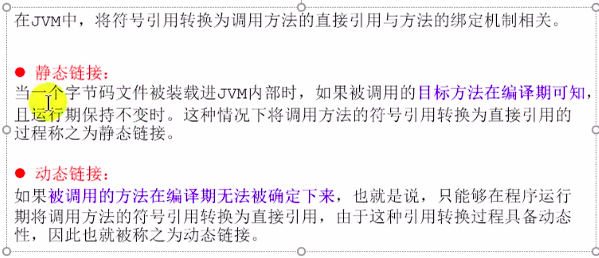 在JVM中，将符号引用转换为调用方法的直接引用与方法的绑定机制相关。
● 静态链接：
当一个字节码文件被装载进JVM内部时，如果被调用的目标方法在编译期可知，
且运行期保持不变时。这种情况下将调用方法的符号引用转换为直接引用的
过程称之为静态链接。
● 动态链接：
如果被调用的方法在编译期无法被确定下来，也就是说，只能够在程序运行
期将调用方法的符号引用转换为直接引用，由于这种引用转换过程具备动态
性，因此也就被称之为动态链接。